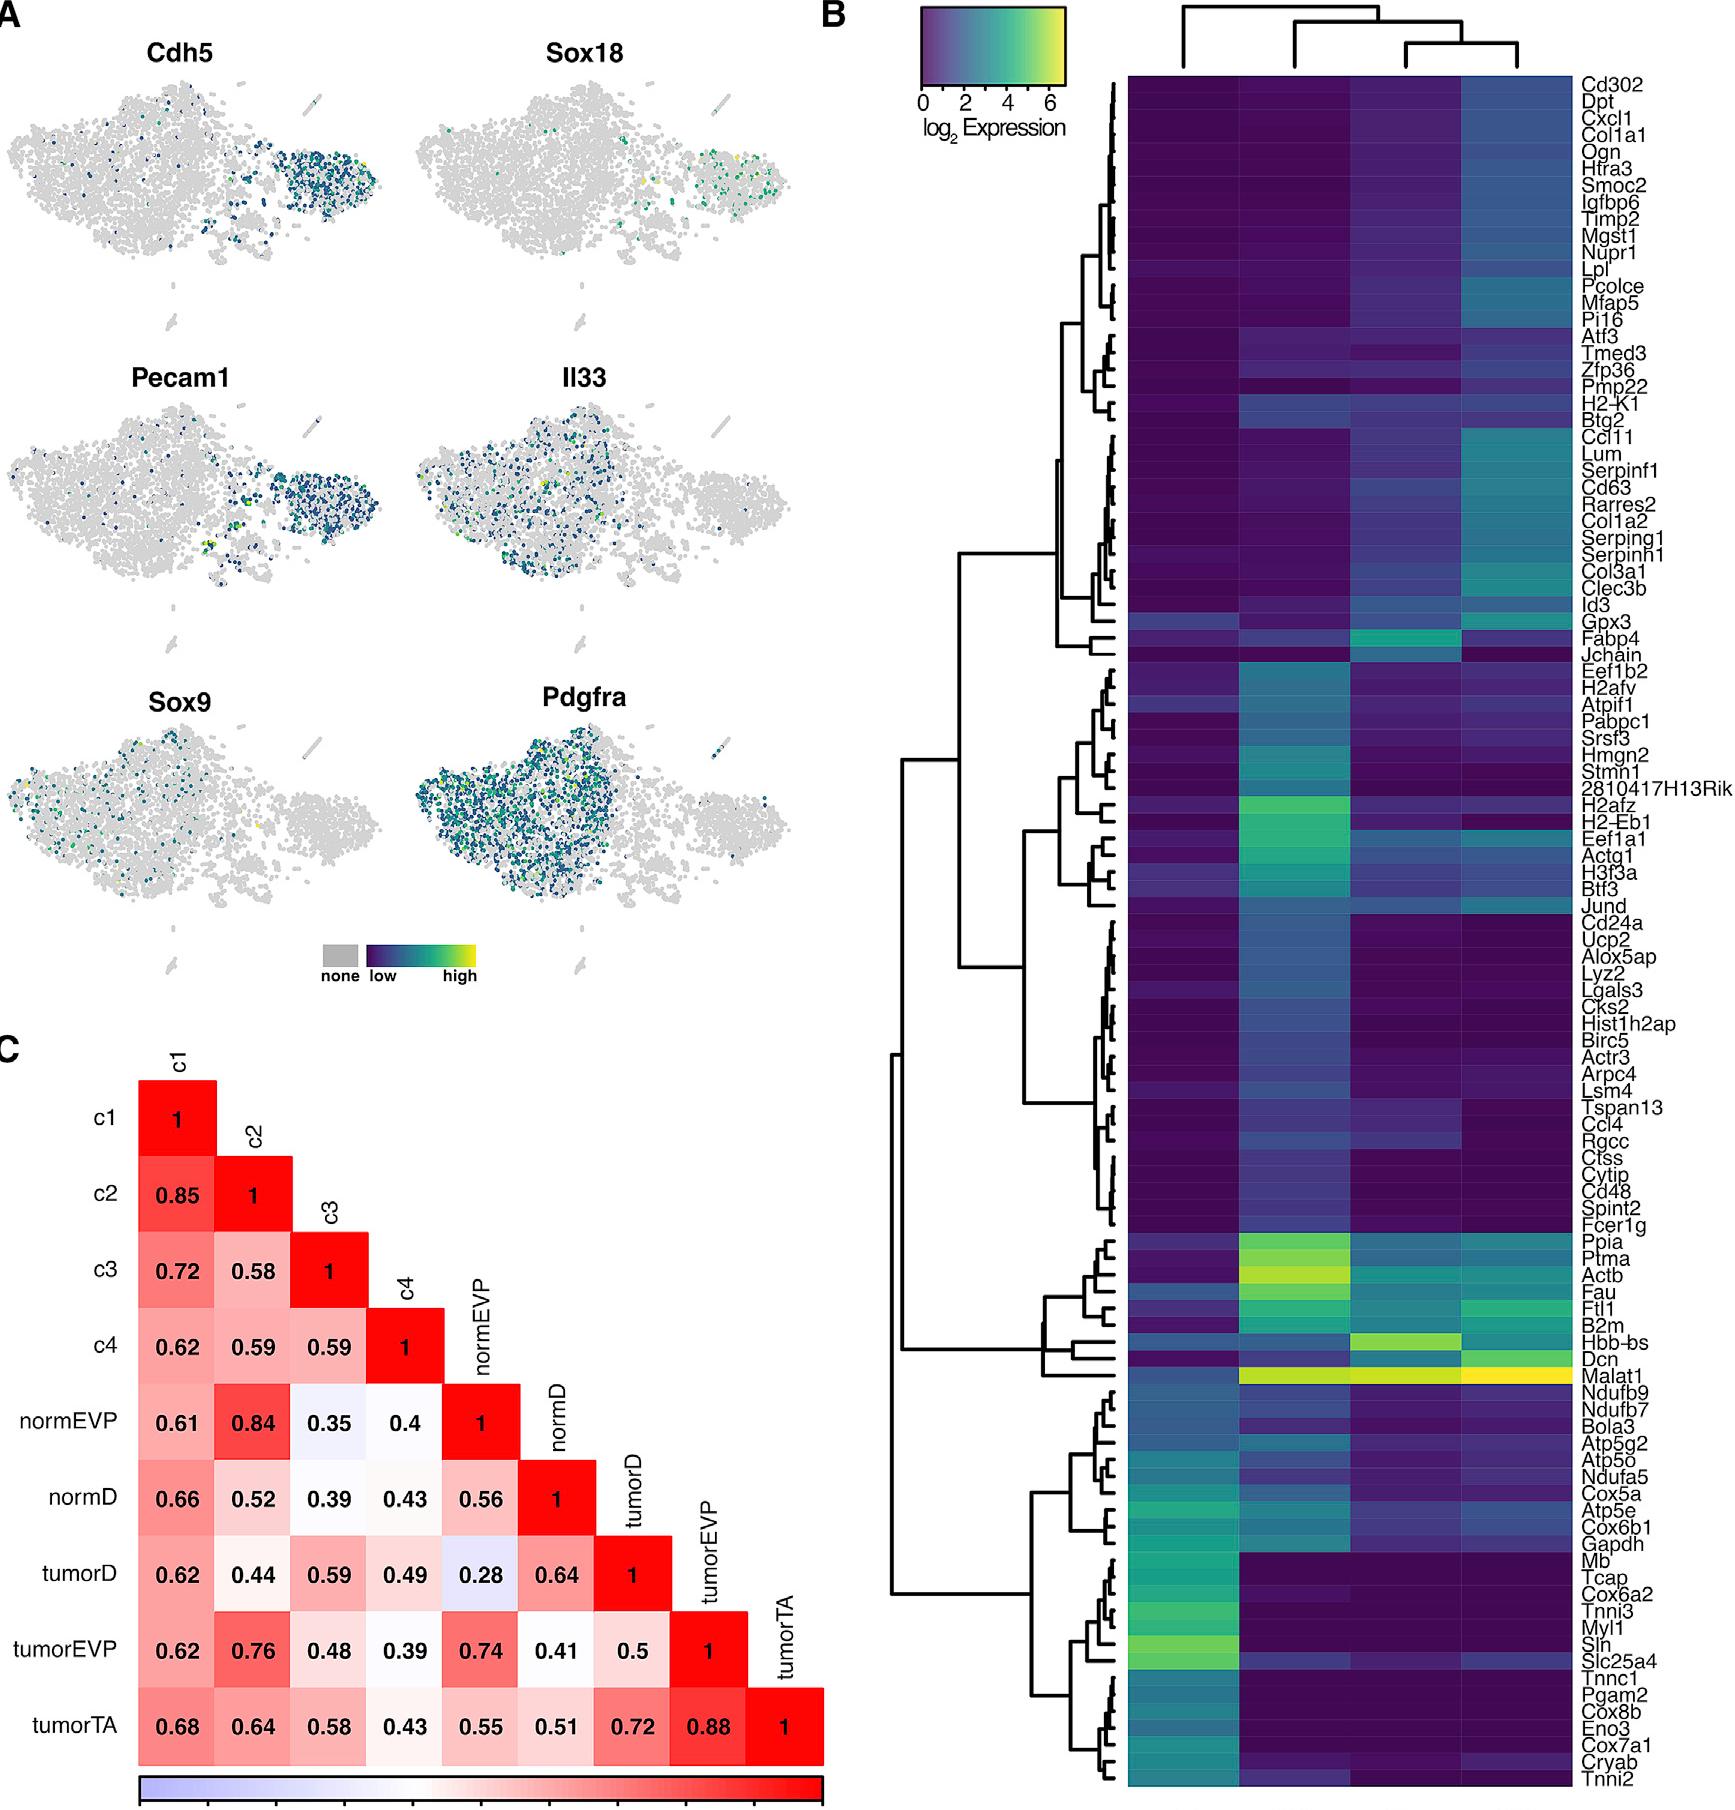 A
Cdh5
Sox18
Pecam1
Il33
Sox9
Pdgfra
none
low
high
B
0 2 4 6
log2 Expression
Cd302
Dpt
Cxcl1
Col1a1
Ogn
Htra3
Smoc2
Igfbp6
Timp2
Mgst1
Nupr1
Lpl
Pcolce
Mfap5
Pi16
Atf3
Tmed3
Zfp36
Pmp22
H2-K1
Btg2
Ccl11
Lum
Serpinf1
Cd63
Rarres2
Col1a2
Serping1
Serpinh1
Col3a1
Clec3b
Id3
Gpx3
Fabp4
Jchain
Eef1b2
H2afv
Atpif1
Pabpc1
Srsf3
Hmgn2
Stmn1
2810417H13Rik
H2afz
H2-Eb1
Eef1a1
Actg1
H3f3a
Btf3
Jund
Cd24a
Ucp2
Alox5ap
Lyz2
Lgals3
Cks2
Hist1h2ap
Birc5
Actr3
Arpc4
Lsm4
Tspan13
Ccl4
Rgcc
Ctss
Cytip
Cd48
Spint2
Fcer1g
Ppia
Ptma
Actb
Fau
Ftl1
B2m
Hbb-bs
Dcn
Malat1
Ndufb9
Ndufb7
Bola3
Atp5g2
Atp5o
Ndufa5
Cox5a
Atp5e
Cox6b1
Gapdh
Mb
Tcap
Cox6a2
Tnni3
Myl1
Sln
Slc25a4
Tnnc1
Pgam2
Cox8b
Eno3
Cox7a1
Cryab
Tnni2
C
c1
c2
c3
c4
normEVP
normD
tumorD
tumorEVP
tumorTA
c1 1
c2 0.85 1
c3 0.72 0.58 1
c4 0.62 0.59 0.59 1
normEVP 0.61 0.84 0.35 0.4 1
normD 0.66 0.52 0.39 0.43 0.56 1
tumorD 0.62 0.44 0.59 0.49 0.28 0.64 1
tumorEVP 0.62 0.76 0.48 0.39 0.74 0.41 0.5 1
tumorTA 0.68 0.64 0.58 0.43 0.55 0.51 0.72 0.88 1